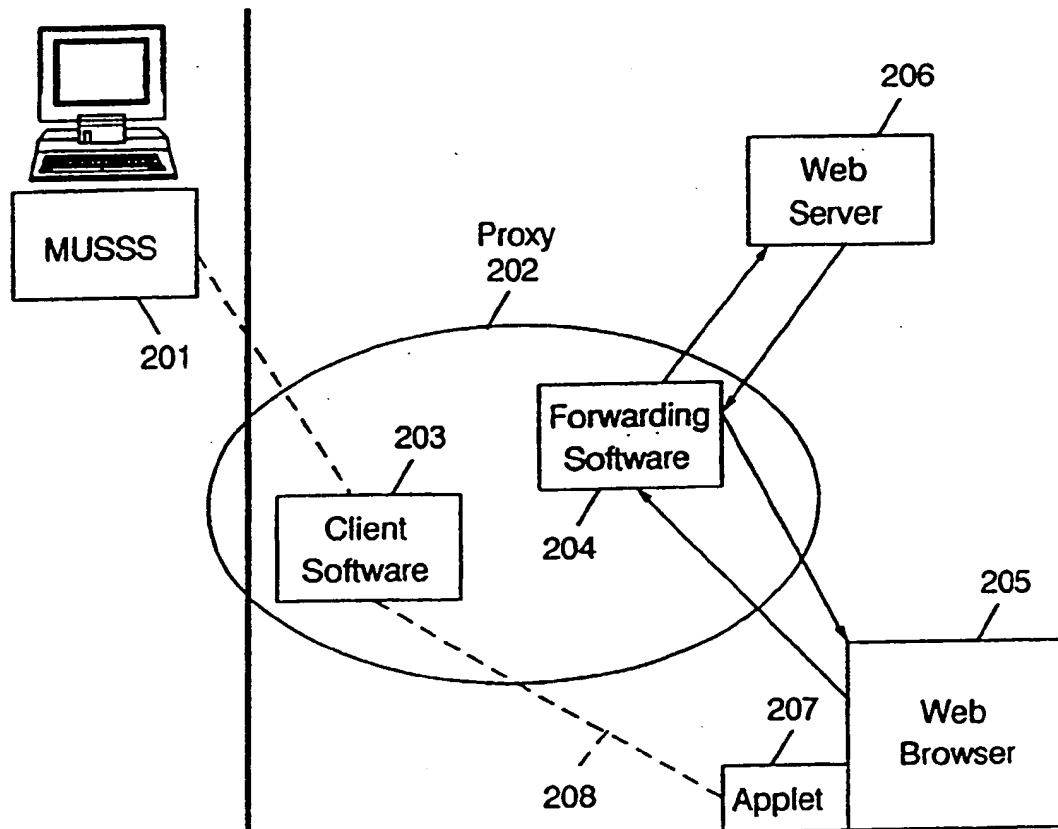 206
Web
Server
MUSSS
201
Proxy
202
Forwarding
Software
204
203
Client
Software
205
Web
Browser
207
Applet
208